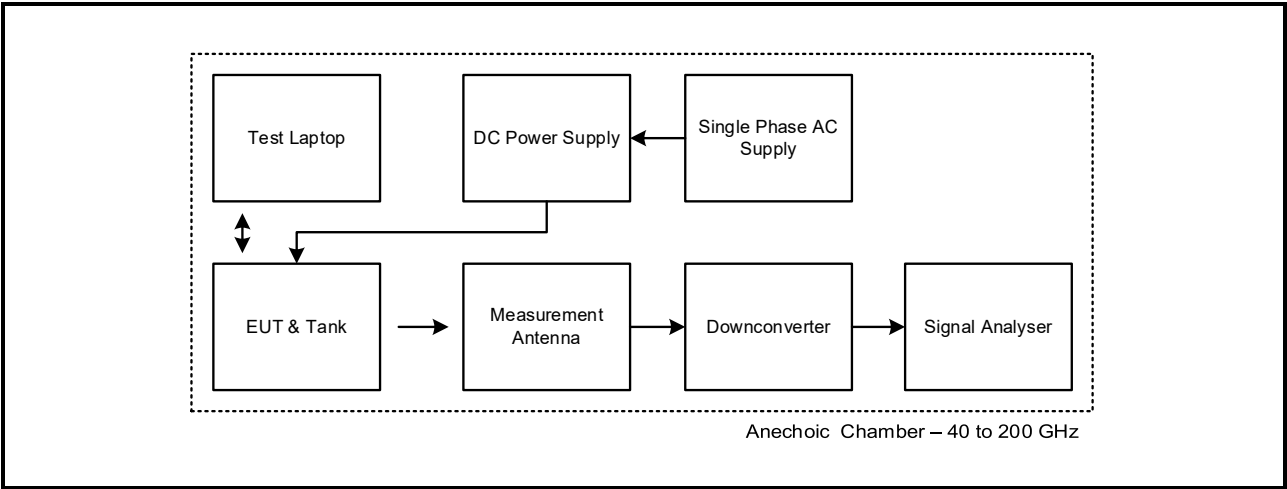 Test Laptop
DC Power Supply
Single Phase AC
Supply
EUT & Tank
Measurement
Antenna
Downconverter
Signal Analyser
Anechoic Chamber – 40 to 200 GHz